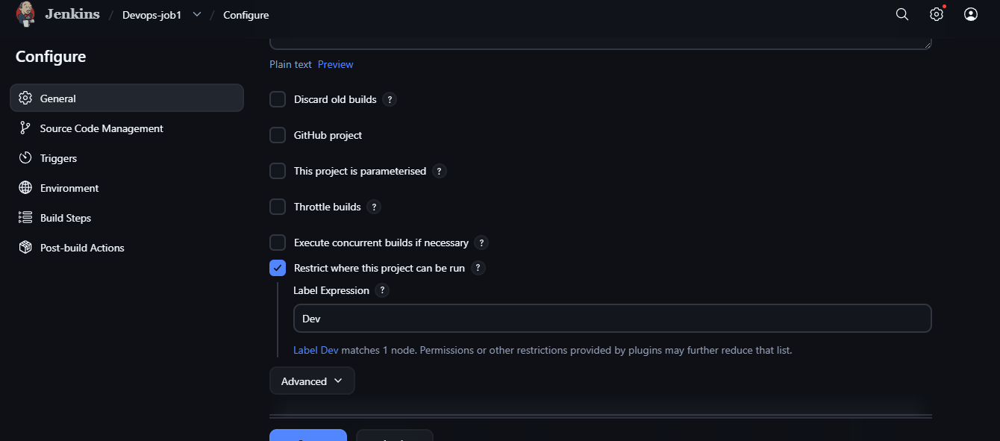 Jenkins / Devops-job1 / Configure
Configure
General
Source Code Management
Triggers
Environment
Build Steps
Post-build Actions
Plain text Preview
Discard old builds ?
GitHub project
This project is parameterised ?
Throttle builds ?
Execute concurrent builds if necessary ?
Restrict where this project can be run ?
Label Expression ?
Dev
Label Dev matches 1 node. Permissions or other restrictions provided by plugins may further reduce that list.
Advanced